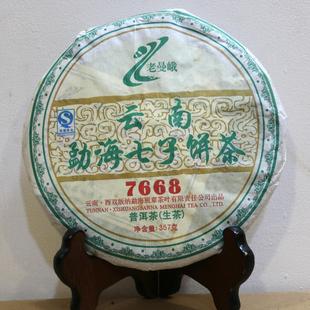 老曼峨
云南
勐海七子饼茶
7668
普洱茶(生茶)
云南·西双版纳勐海班章茶叶有限责任公司出品
YUNNAN·XISHUANGBANNA MENGHAI TEA CO., LTD.
净含量:357克